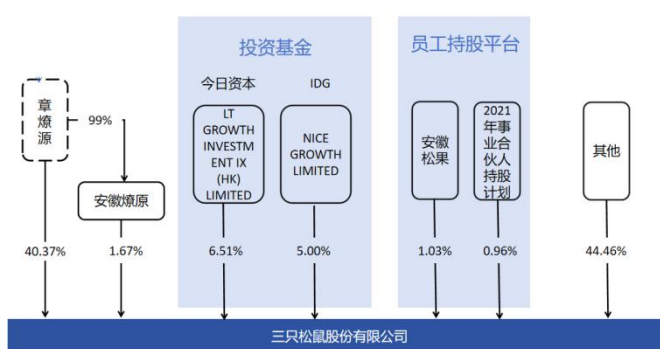 投资基金
员工持股平台
今日资本
IDG
章
燎
源
99%
安徽燎原
LT
GROWTH
INVESTM
ENT IX
(HK)
LIMITED
NICE
GROWTH
LIMITED
安徽
松果
2021
年事
业合
伙人
持股
计划
其他
40.37%
1.67%
6.51%
5.00%
1.03%
0.96%
44.46%
三只松鼠股份有限公司